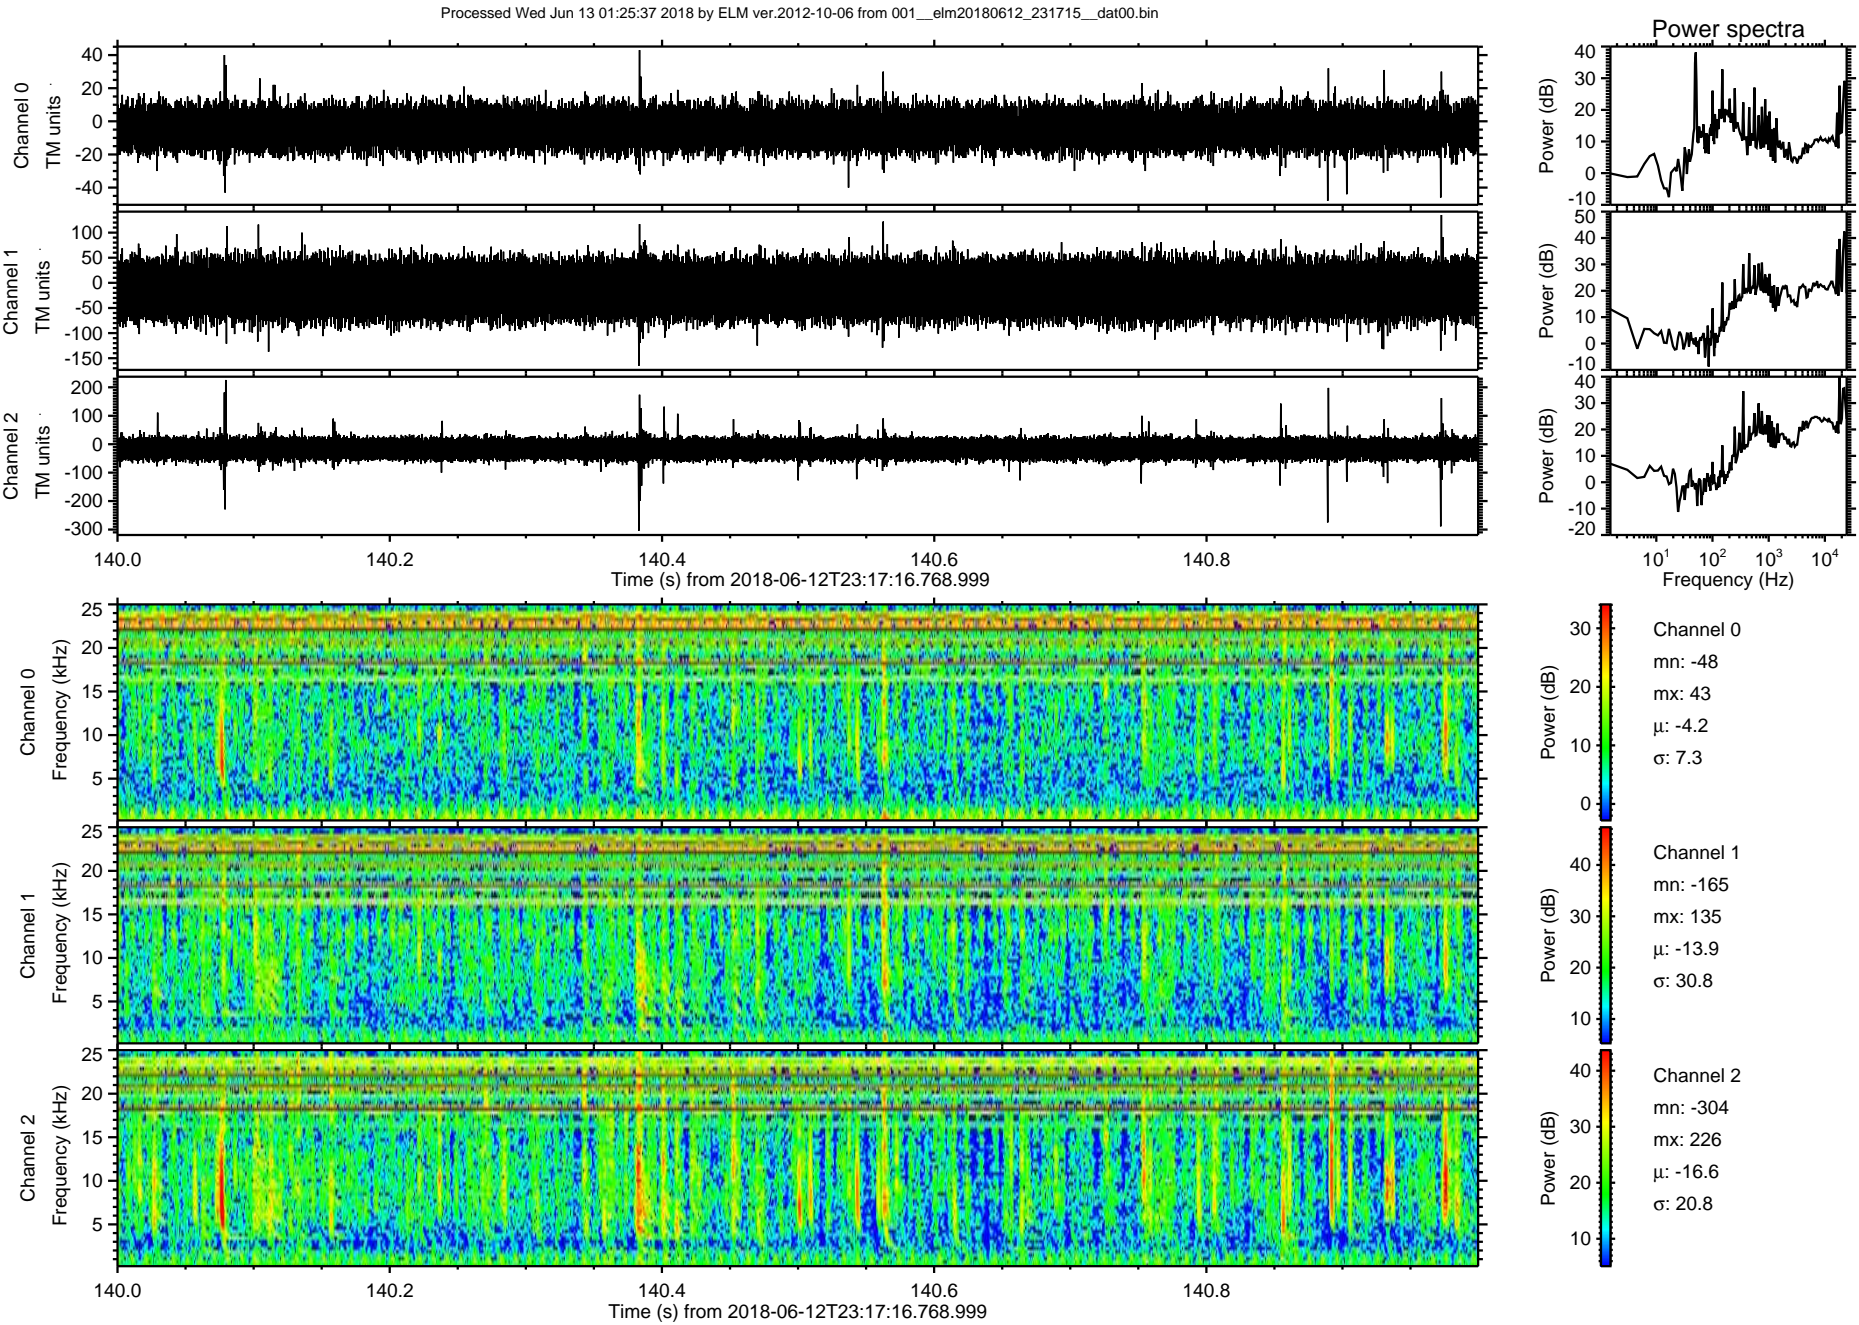 Processed Wed Jun 13 01:25:37 2018 by ELM ver.2012-10-06 from 001__elm20180612_231715__dat00.bin
Power spectra
Channel 0
TM units
40
20
0
-20
-40
Power (dB)
40
30
20
10
0
-10
Channel 1
TM units
100
50
0
-50
-100
-150
Power (dB)
50
40
30
20
10
0
-10
Channel 2
TM units
200
100
0
-100
-200
-300
Power (dB)
40
30
20
10
0
-10
-20
140.0 140.2 140.4 140.6 140.8
Time (s) from 2018-06-12T23:17:16.768.999
10¹ 10² 10³ 10⁴
Frequency (Hz)
Channel 0
Frequency (kHz)
25
20
15
10
5
Power (dB)
30
20
10
0
Channel 0
mn: -48
mx: 43
μ: -4.2
σ: 7.3
Channel 1
Frequency (kHz)
25
20
15
10
5
Power (dB)
40
30
20
10
Channel 1
mn: -165
mx: 135
μ: -13.9
σ: 30.8
Channel 2
Frequency (kHz)
25
20
15
10
5
Power (dB)
40
30
20
10
Channel 2
mn: -304
mx: 226
μ: -16.6
σ: 20.8
140.0 140.2 140.4 140.6 140.8
Time (s) from 2018-06-12T23:17:16.768.999